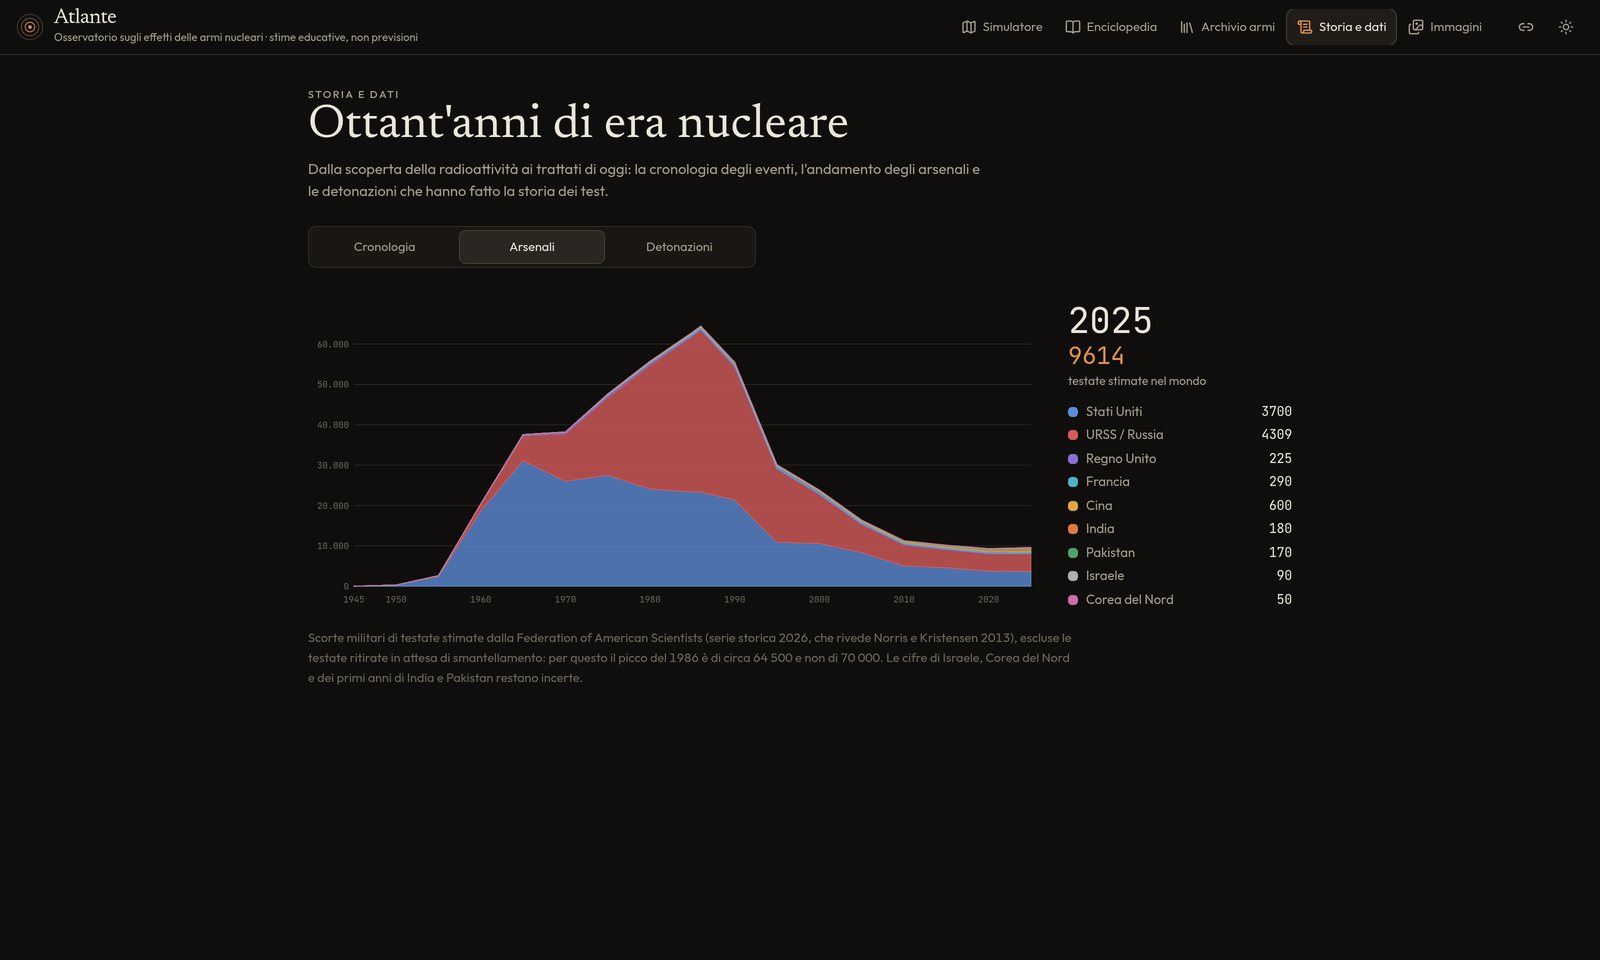 Atlante
Osservatorio sugli effetti delle armi nucleari · stime educative, non previsioni
Simulatore
Enciclopedia
Archivio armi
Storia e dati
Immagini
STORIA E DATI
Ottant'anni di era nucleare
Dalla scoperta della radioattività ai trattati di oggi: la cronologia degli eventi, l'andamento degli arsenali e
le detonazioni che hanno fatto la storia dei test.
Cronologia
Arsenali
Detonazioni
60.000
50.000
40.000
30.000
20.000
10.000
0
1945 1950 1960 1970 1980 1990 2000 2010 2020
2025
9614
testate stimate nel mondo
Stati Uniti 3700
URSS / Russia 4309
Regno Unito 225
Francia 290
Cina 600
India 180
Pakistan 170
Israele 90
Corea del Nord 50
Scorte militari di testate stimate dalla Federation of American Scientists (serie storica 2026, che rivede Norris e Kristensen 2013), escluse le
testate ritirate in attesa di smantellamento: per questo il picco del 1986 è di circa 64 500 e non di 70 000. Le cifre di Israele, Corea del Nord
e dei primi anni di India e Pakistan restano incerte.